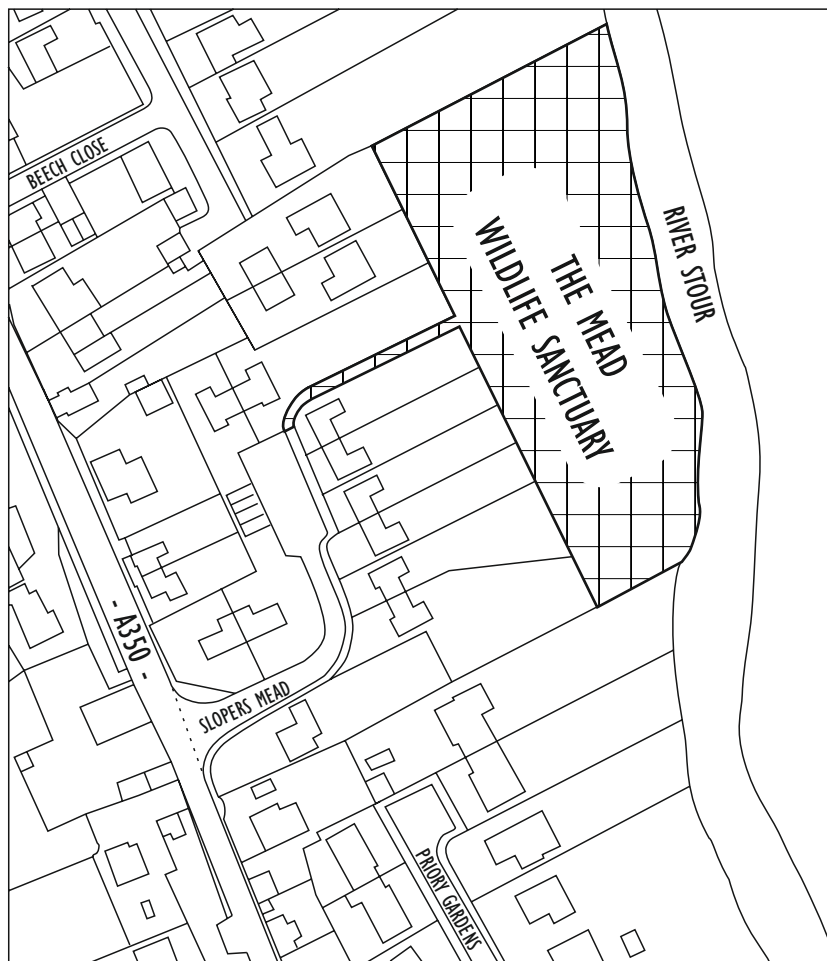 BEECH CLOSE
RIVER STOUR
THE MEAD
WILDLIFE SANCTUARY
- A350 -
SLOPERS MEAD
PRIORY GARDENS